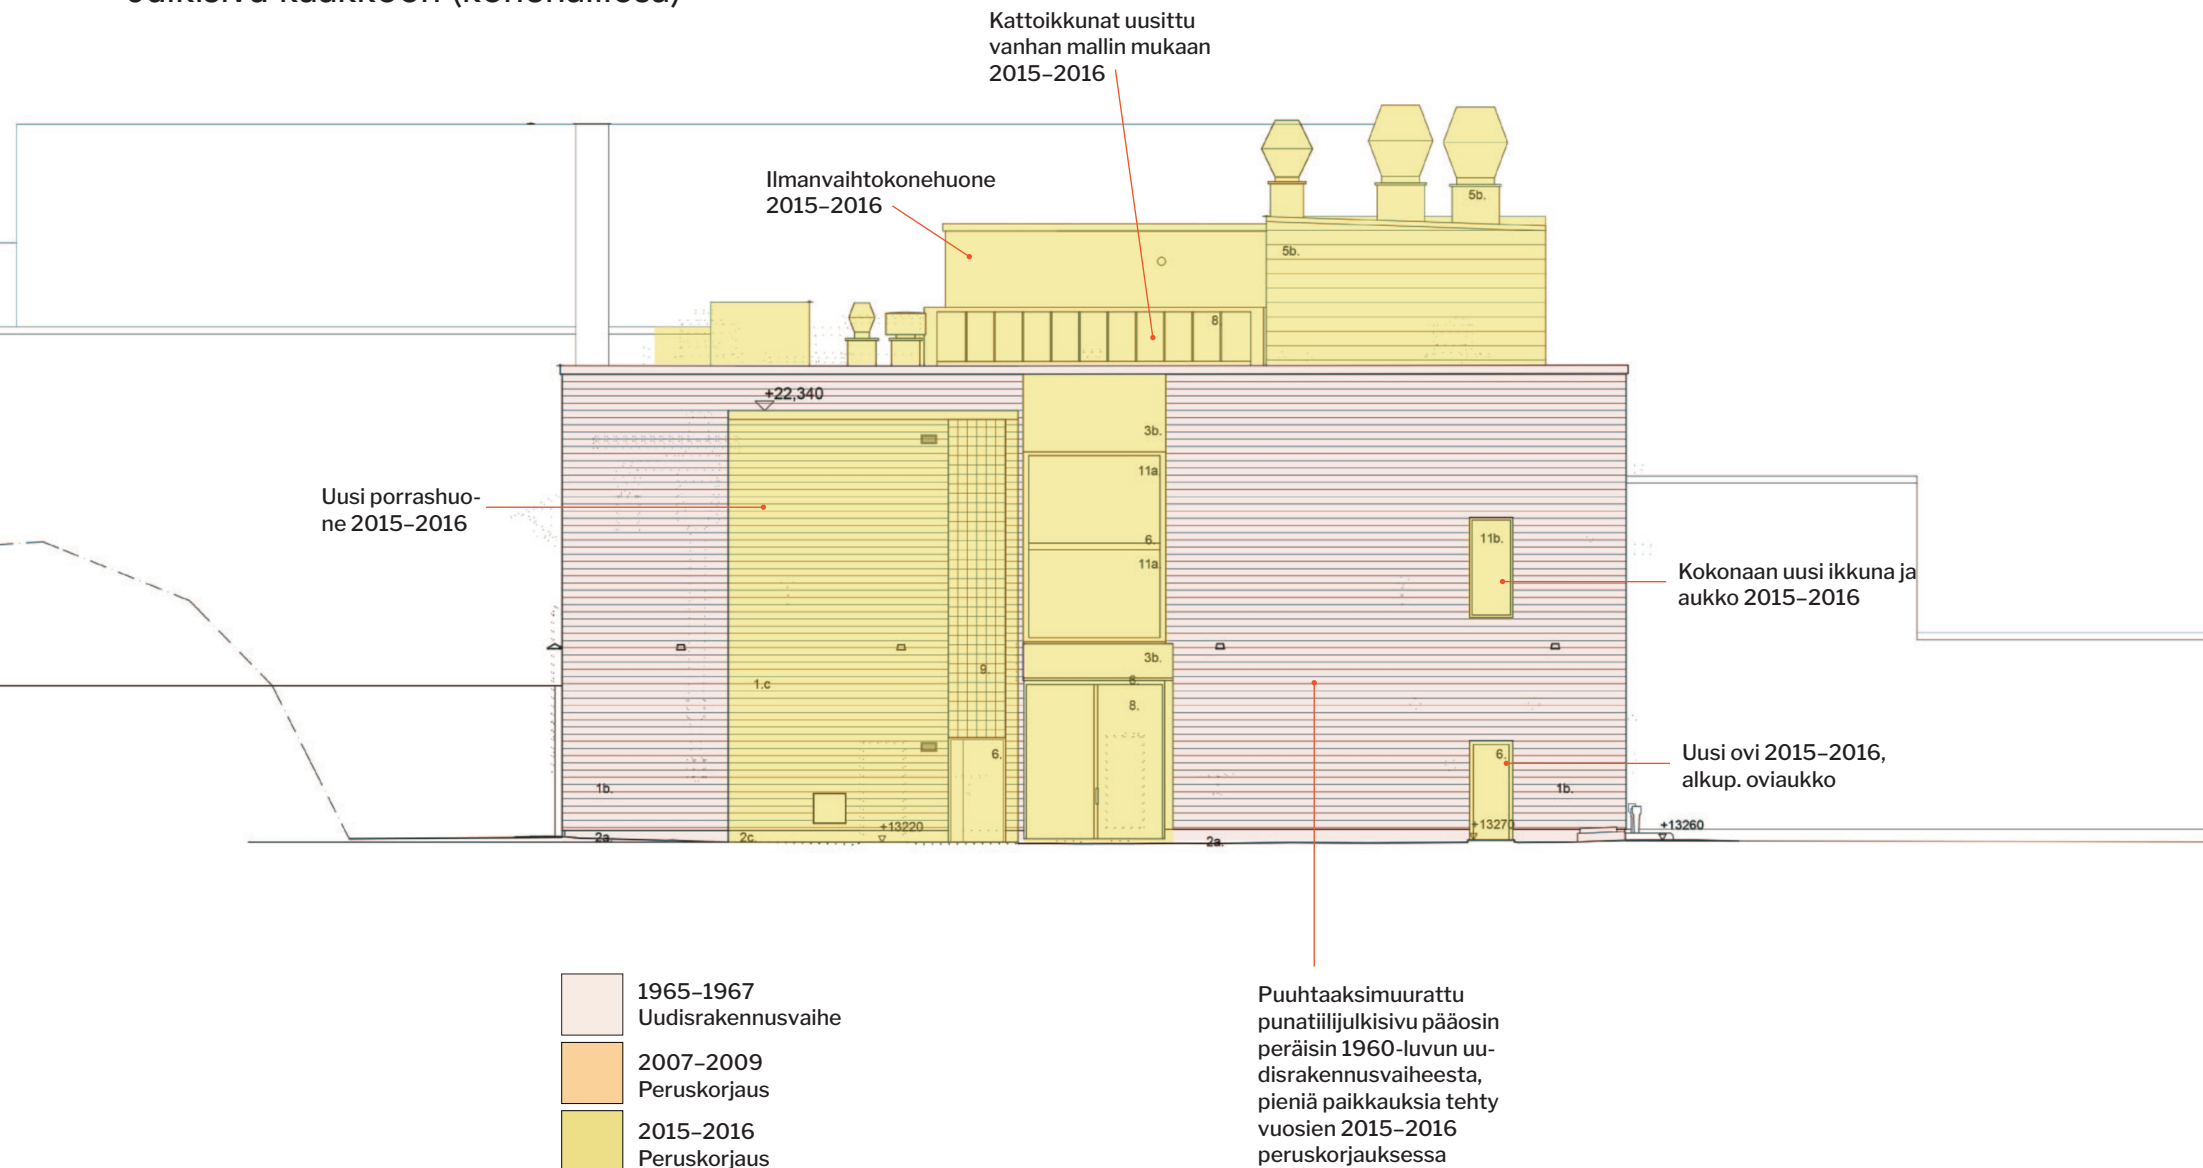 Julkisivu kaakkoon (konehalliosa)
Kattoikkunat uusittu
vanhan mallin mukaan
2015–2016
Ilmanvaihtokonehuone
2015–2016
5b.
5b.
8.
+22,340
3b.
11a
6.
11a.
Uusi porrashuo-
ne 2015–2016
11b.
Kokonaan uusi ikkuna ja
aukko 2015–2016
3b.
9.
1.c
6.
8.
6.
6.
Uusi ovi 2015–2016,
alkup. oviaukko
1b.
1b.
+13220
+13270
+13260
2a.
2c.
2a.
1965–1967
Uudisrakennusvaihe
2007–2009
Peruskorjaus
2015–2016
Peruskorjaus
Puuhtaaksimuurattu
punatiilijulkisivu pääosin
peräisin 1960-luvun uu-
disrakennusvaiheesta,
pieniä paikkauksia tehty
vuosien 2015–2016
peruskorjauksessa